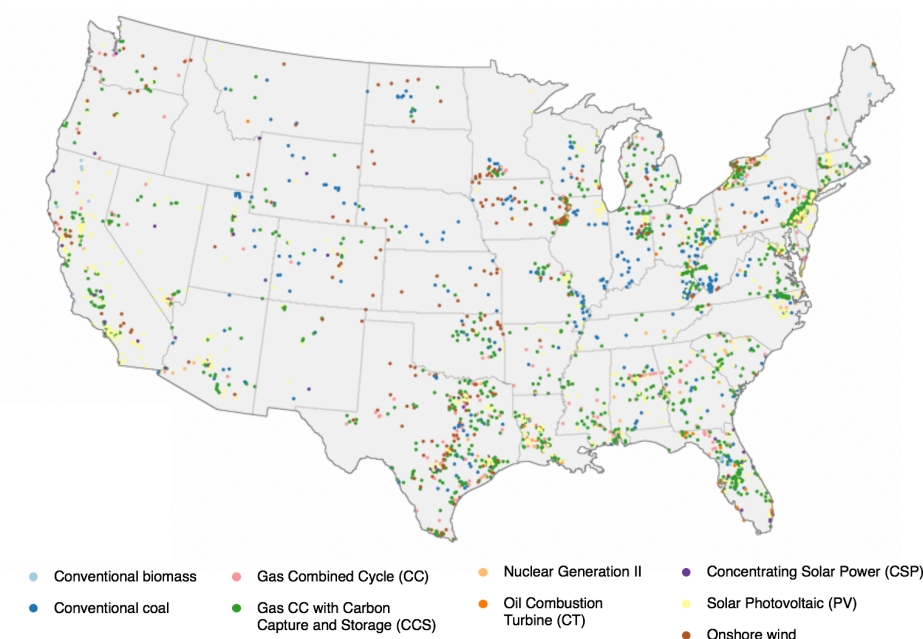 Conventional biomass
Conventional coal
Gas Combined Cycle (CC)
Gas CC with Carbon
Capture and Storage (CCS)
Nuclear Generation II
Oil Combustion
Turbine (CT)
Concentrating Solar Power (CSP)
Solar Photovoltaic (PV)
Onshore wind